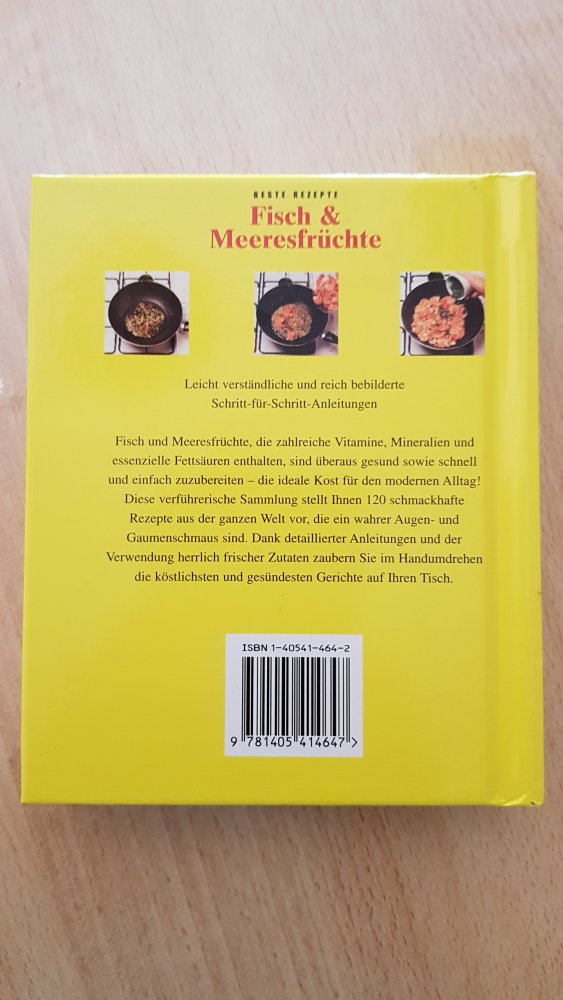 BESTE REZEPTE
Fisch &
Meeresfrüchte
Leicht verständliche und reich bebilderte
Schritt-für-Schritt-Anleitungen
Fisch und Meeresfrüchte, die zahlreiche Vitamine, Mineralien und
essenzielle Fettsäuren enthalten, sind überaus gesund sowie schnell
und einfach zuzubereiten – die ideale Kost für den modernen Alltag!
Diese verführerische Sammlung stellt Ihnen 120 schmackhafte
Rezepte aus der ganzen Welt vor, die ein wahrer Augen- und
Gaumenschmaus sind. Dank detaillierter Anleitungen und der
Verwendung herrlich frischer Zutaten zaubern Sie im Handumdrehen
die köstlichsten und gesündesten Gerichte auf Ihren Tisch.
ISBN 1-40541-464-2
9 781405 414647 >